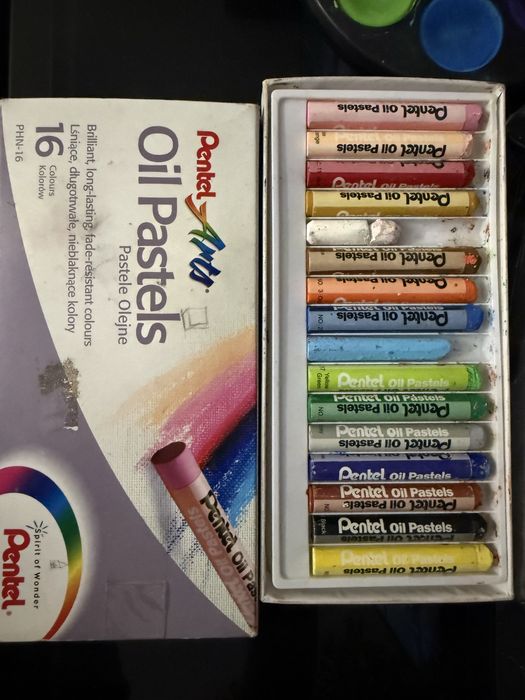 Pentel Arts®
Oil Pastels
Pastele Olejne
Brilliant, long-lasting, fade-resistant colours
Lśniące, długotrwałe, nieblaknące kolory
16 Colours
Kolorów
PHN-16
Spirit of Wonder
Pentel®
Pentel Oil Pastels
Pentel Oil Pastels
Pentel Oil Pastels
Pentel Oil Pastels
Pentel Oil Pastels
Pentel Oil Pastels
Pentel Oil Pastels
Yellow Green
Pentel Oil Pastels
Pentel Oil Pastels
Pentel Oil Pastels
Pentel Oil Pastels
Pentel Oil Pastels
Black
Pentel Oil Pastels
Pentel Oil Pastels